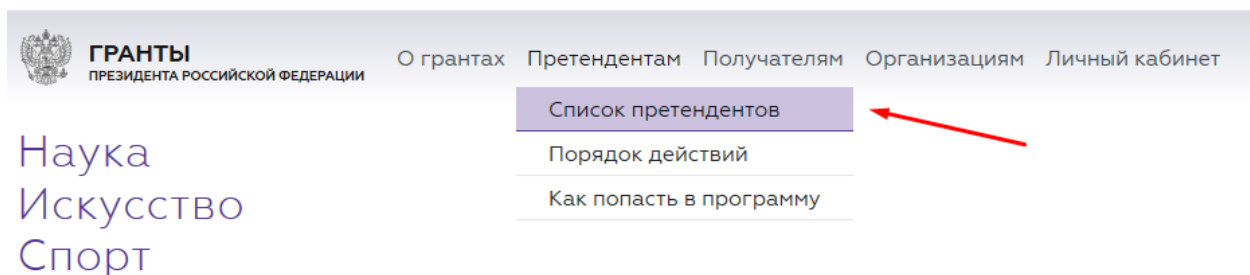 ГРАНТЫ
ПРЕЗИДЕНТА РОССИЙСКОЙ ФЕДЕРАЦИИ
О грантах Претендентам Получателям Организациям Личный кабинет
Список претендентов
Порядок действий
Как попасть в программу
Наука
Искусство
Спорт